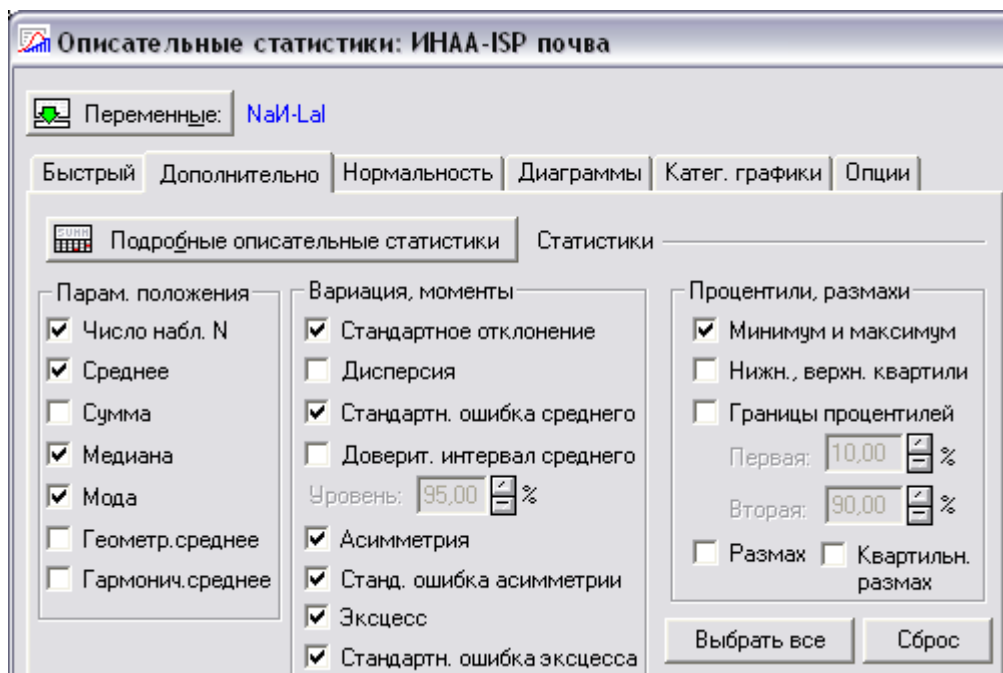 Описательные статистики: ИНАА-ISP почва
Переменные: NaИ-LaI
Быстрый Дополнительно Нормальность Диаграммы Катег. графики Опции
SUMM
Подробные описательные статистики Статистики
Парам. положения
Число набл. N
Среднее
Сумма
Медиана
Мода
Геометр.среднее
Гармонич.среднее
Вариация, моменты
Стандартное отклонение
Дисперсия
Стандартн. ошибка среднего
Доверит. интервал среднего
Уровень: 95,00 %
Асимметрия
Станд. ошибка асимметрии
Эксцесс
Стандартн. ошибка эксцесса
Процентили, размахи
Минимум и максимум
Нижн., верхн. квартили
Границы процентилей
Первая: 10,00 %
Вторая: 90,00 %
Размах Квартильн. размах
Выбрать все Сброс